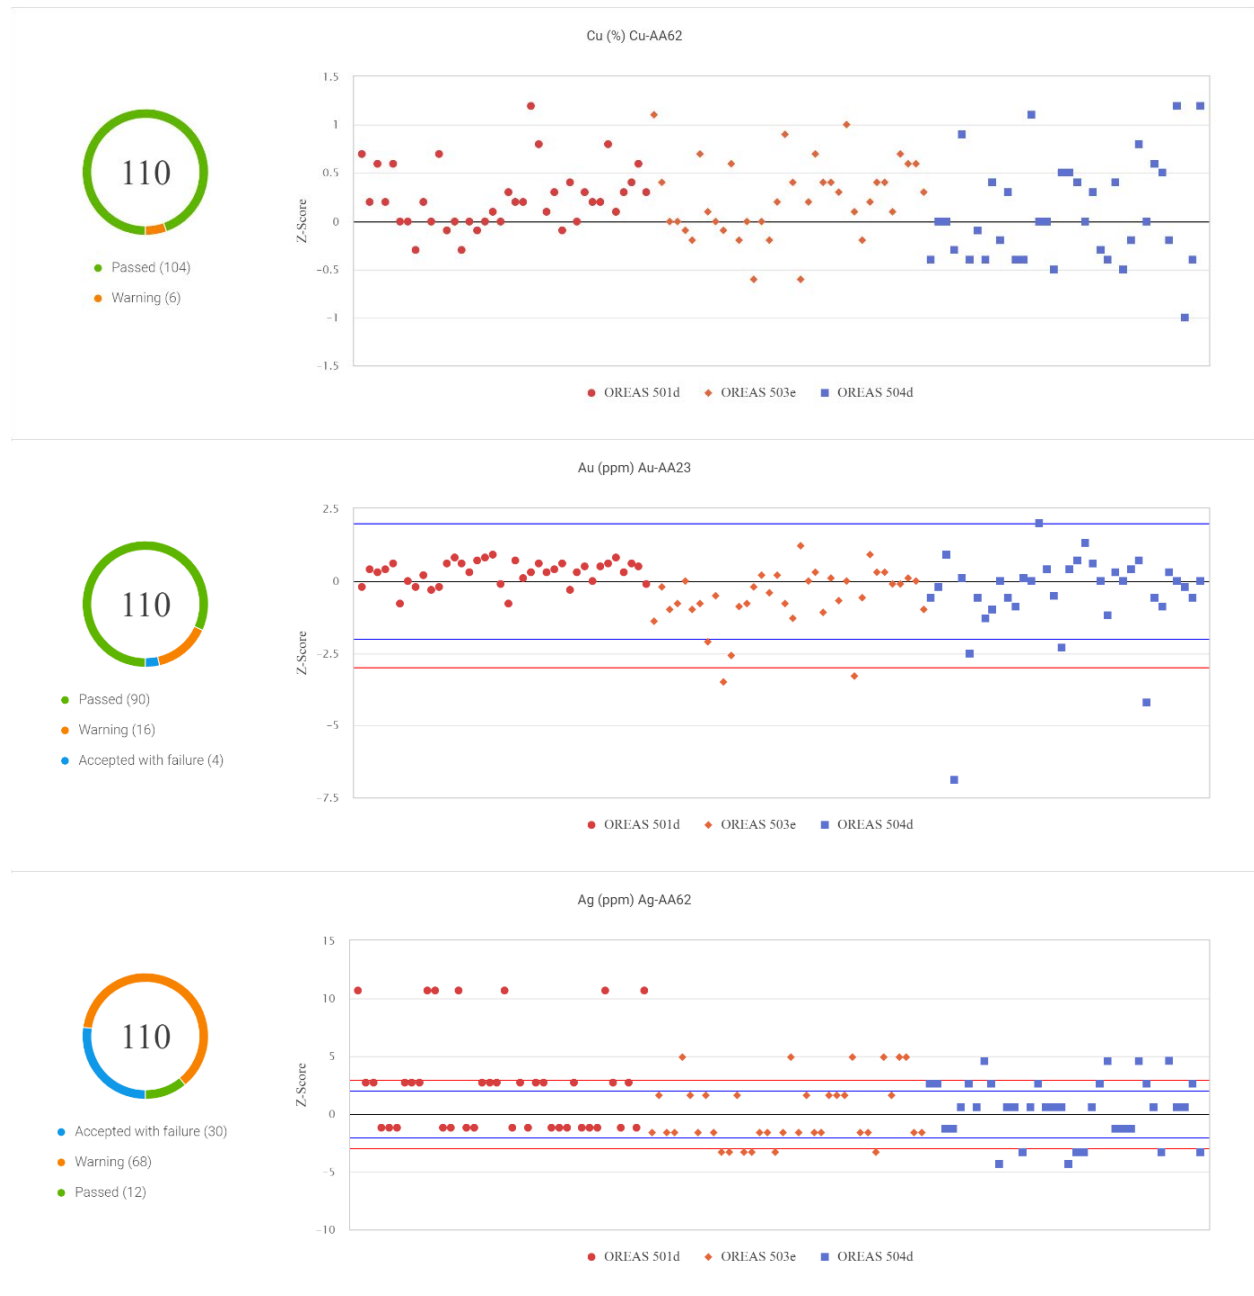 Cu (%) Cu-AA62
110
Passed (104)
Warning (6)
Z-Score
1.5
1
0.5
0
−0.5
−1
−1.5
OREAS 501d OREAS 503e OREAS 504d
Au (ppm) Au-AA23
110
Passed (90)
Warning (16)
Accepted with failure (4)
Z-Score
2.5
0
−2.5
−5
−7.5
OREAS 501d OREAS 503e OREAS 504d
Ag (ppm) Ag-AA62
110
Accepted with failure (30)
Warning (68)
Passed (12)
Z-Score
15
10
5
0
−5
−10
OREAS 501d OREAS 503e OREAS 504d